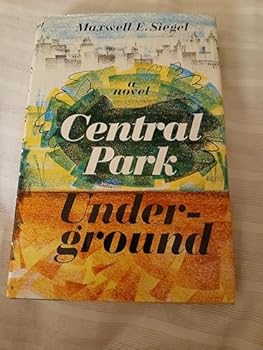 Maxwell E. Siegel
a
novel
Central
Park
Under-
ground